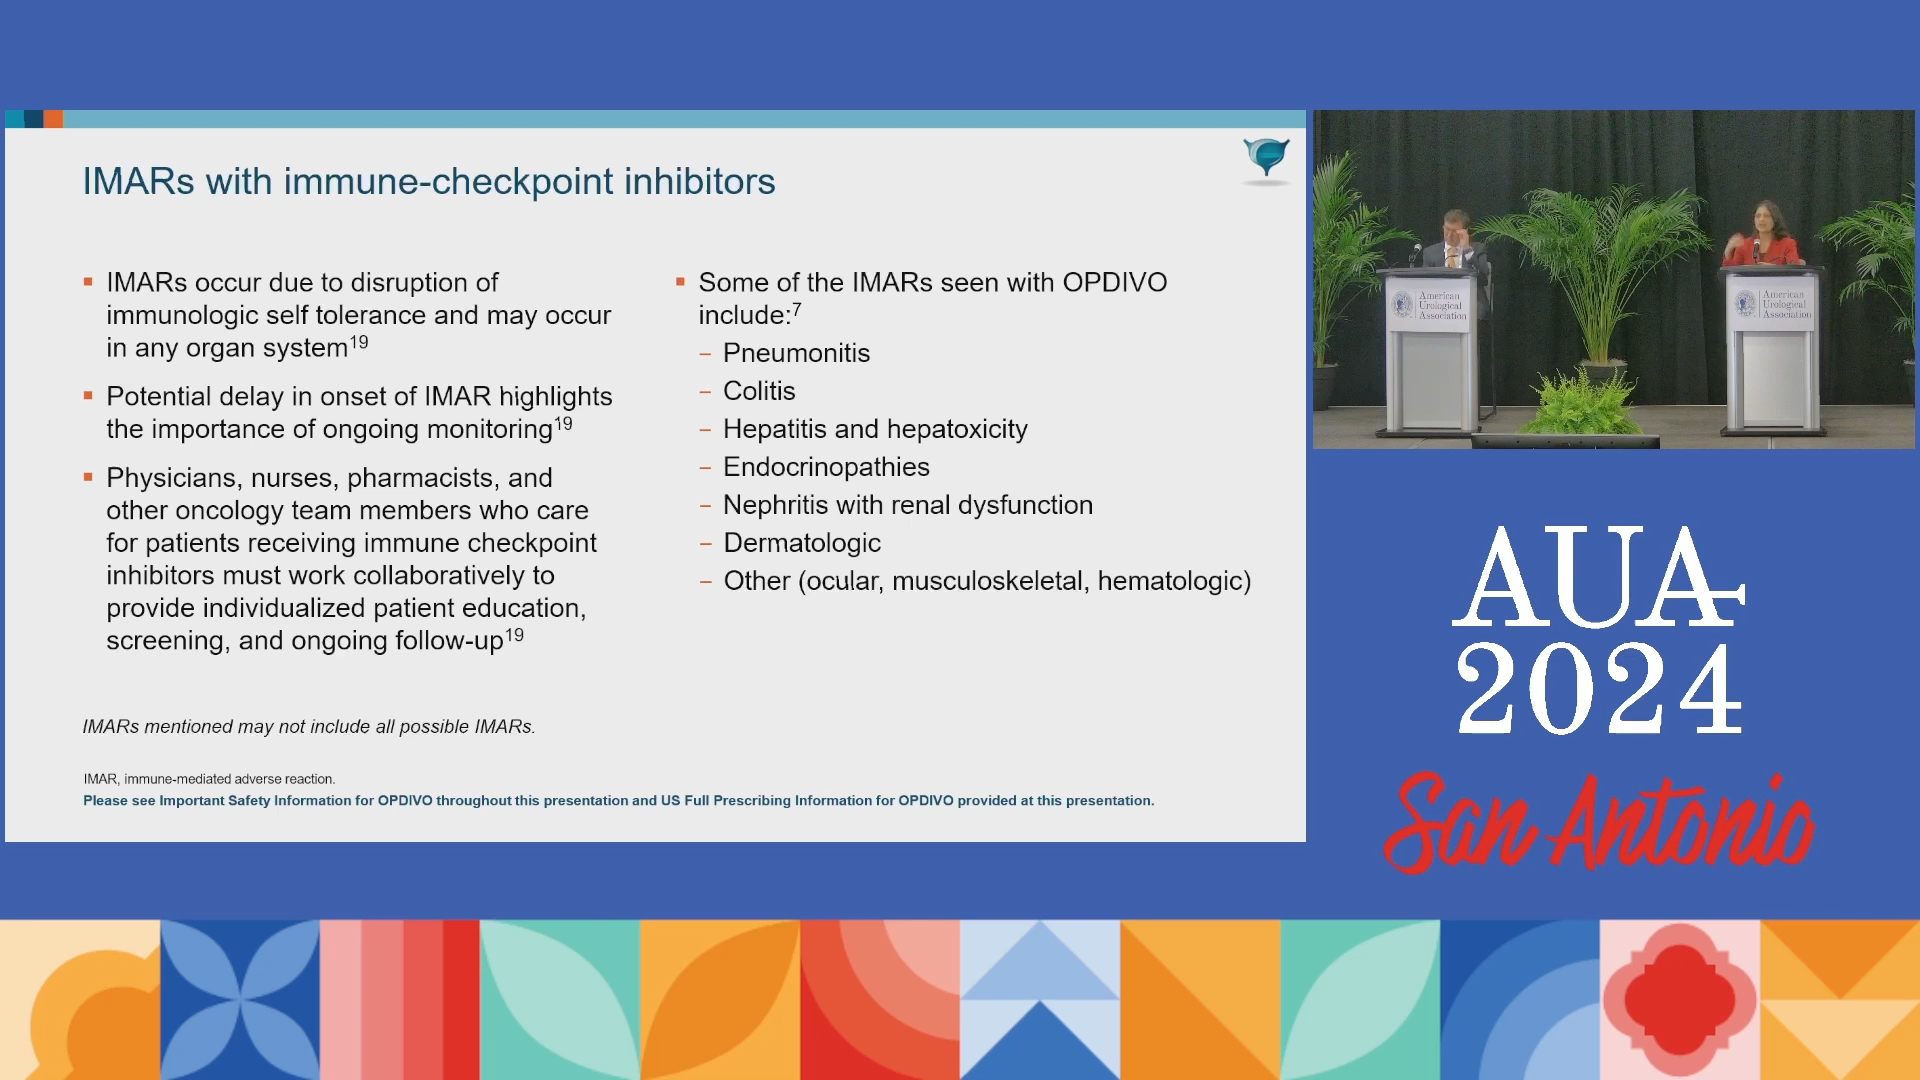 IMARs with immune-checkpoint inhibitors
▪ IMARs occur due to disruption of
immunologic self tolerance and may occur
in any organ system19
▪ Potential delay in onset of IMAR highlights
the importance of ongoing monitoring19
▪ Physicians, nurses, pharmacists, and
other oncology team members who care
for patients receiving immune checkpoint
inhibitors must work collaboratively to
provide individualized patient education,
screening, and ongoing follow-up19
▪ Some of the IMARs seen with OPDIVO
include:7
– Pneumonitis
– Colitis
– Hepatitis and hepatoxicity
– Endocrinopathies
– Nephritis with renal dysfunction
– Dermatologic
– Other (ocular, musculoskeletal, hematologic)
IMARs mentioned may not include all possible IMARs.
IMAR, immune-mediated adverse reaction.
Please see Important Safety Information for OPDIVO throughout this presentation and US Full Prescribing Information for OPDIVO provided at this presentation.
American
Urological
Association
American
Urological
Association
AUA
2024
San Antonio